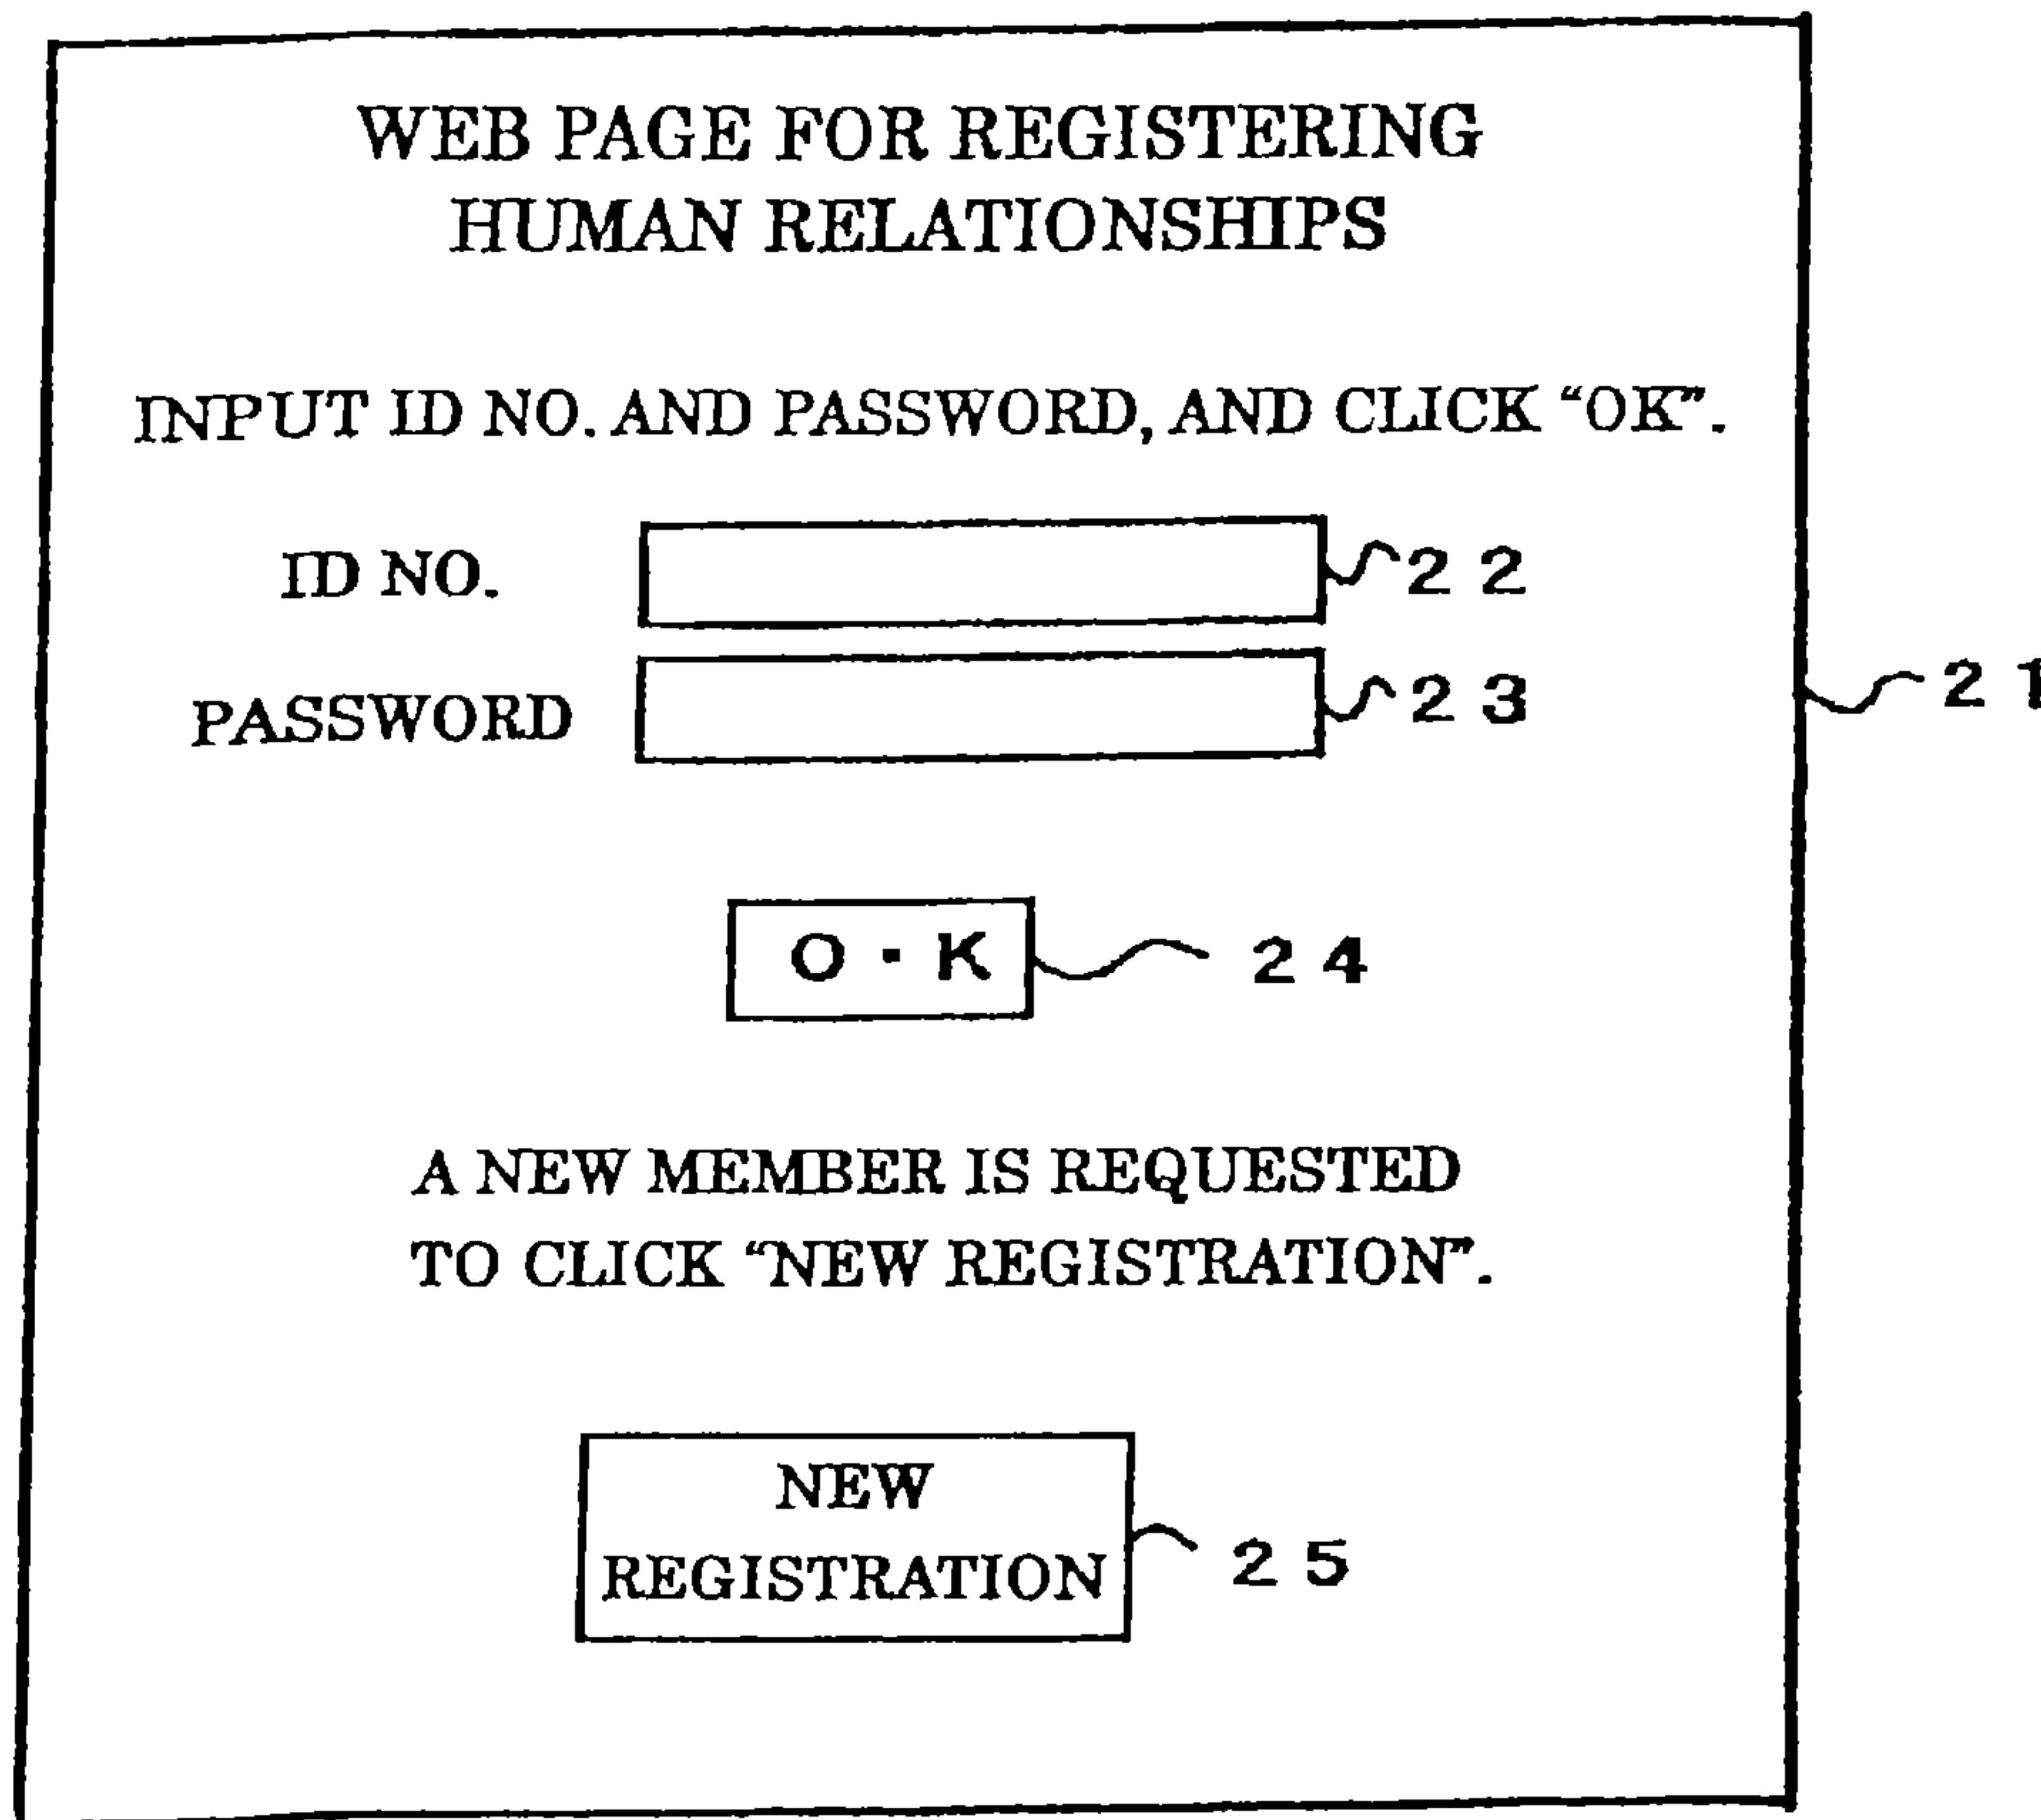 WEB PAGE FOR REGISTERING
HUMAN RELATIONSHIPS
INPUT ID NO. AND PASSWORD, AND CLICK “OK”.
ID NO.
22
PASSWORD
23
21
O · K
24
A NEW MEMBER IS REQUESTED
TO CLICK “NEW REGISTRATION”.
NEW
REGISTRATION
25